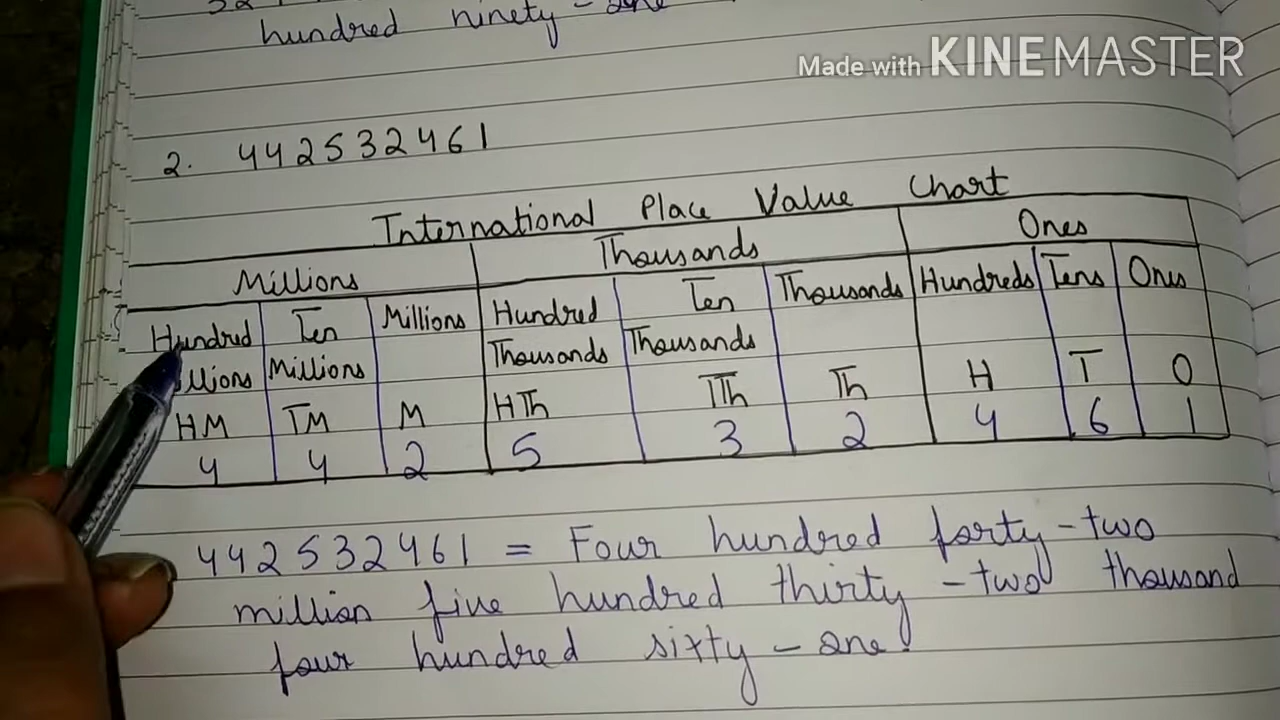 hundred ninety-one
Made with KINEMASTER
2. 442532461
International Place Value Chart
Millions Thousands Ones
Hundred Ten Millions Hundred Ten Thousands Hundreds Tens Ones
Millions Thousands Thousands
HM TM M HTh TTh Th H T O
4 4 2 5 3 2 4 6 1
442532461 = Four hundred forty-two
million five hundred thirty-two thousand
four hundred sixty-one.